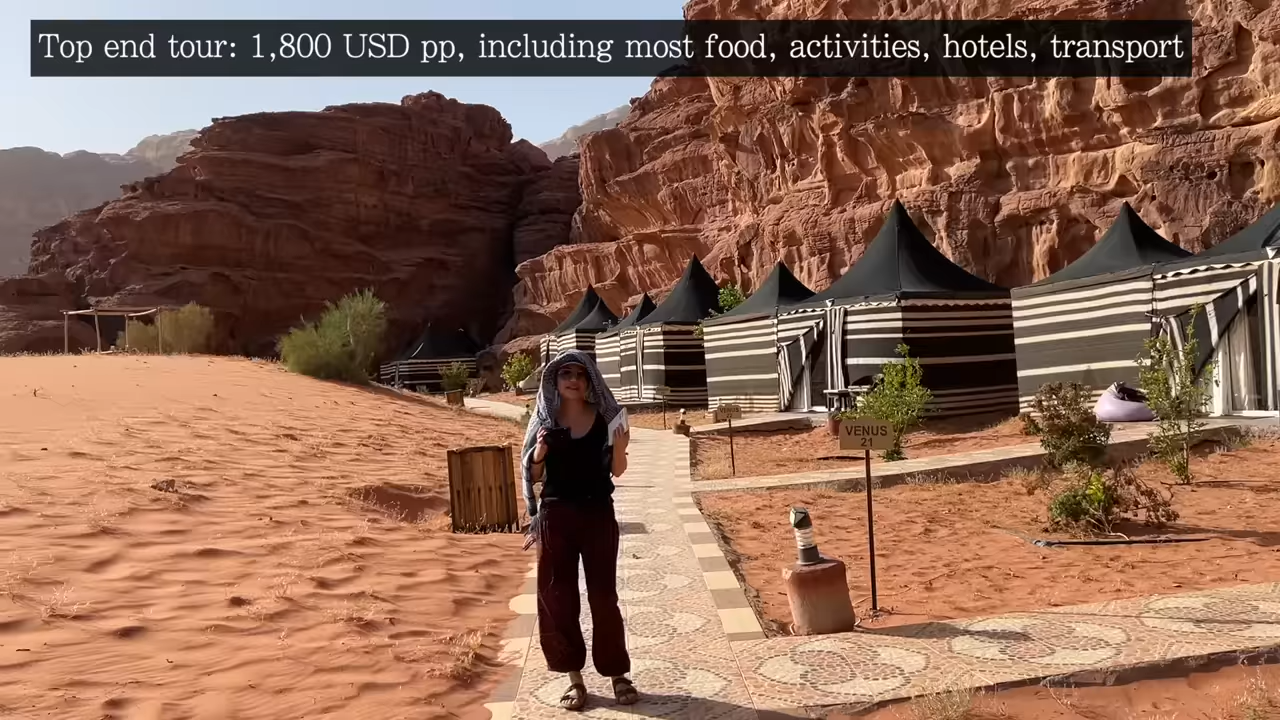 Top end tour: 1,800 USD pp, including most food, activities, hotels, transport
VENUS
21